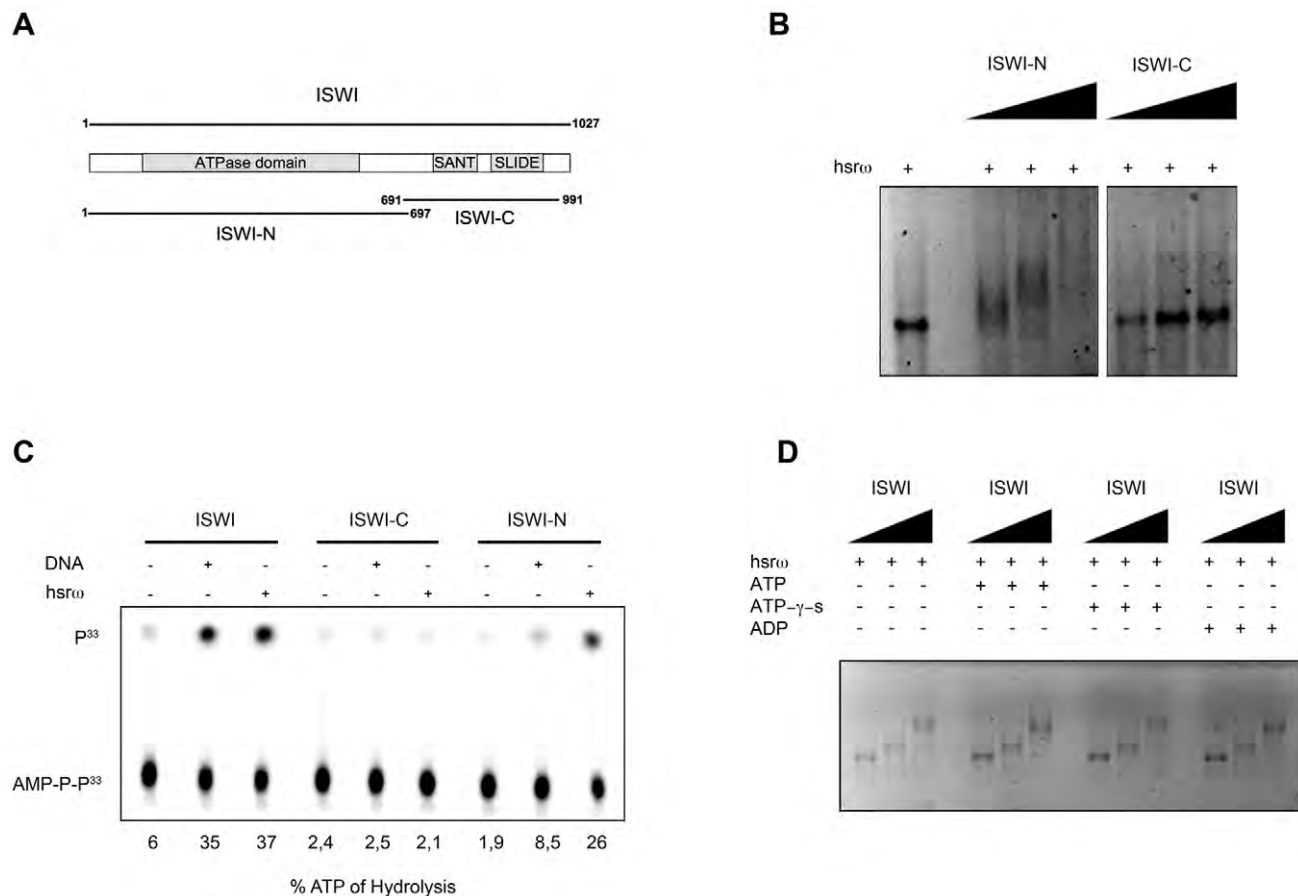 A
ISWI
1
1027
ATPase domain
SANT
SLIDE
691
991
1
697
ISWI-C
ISWI-N
B
ISWI-N ISWI-C
hsrω + + + + + + +
C
ISWI ISWI-C ISWI-N
DNA - + - - + - - + -
hsrω - - + - - + - - +
P³³
AMP-P-P³³
6 35 37 2,4 2,5 2,1 1,9 8,5 26
% ATP of Hydrolysis
D
ISWI ISWI ISWI ISWI
hsrω + + + + + + + + + + + +
ATP - - - + + + - - - - - -
ATP-γ-s - - - - - - + + + - - -
ADP - - - - - - - - - + + +